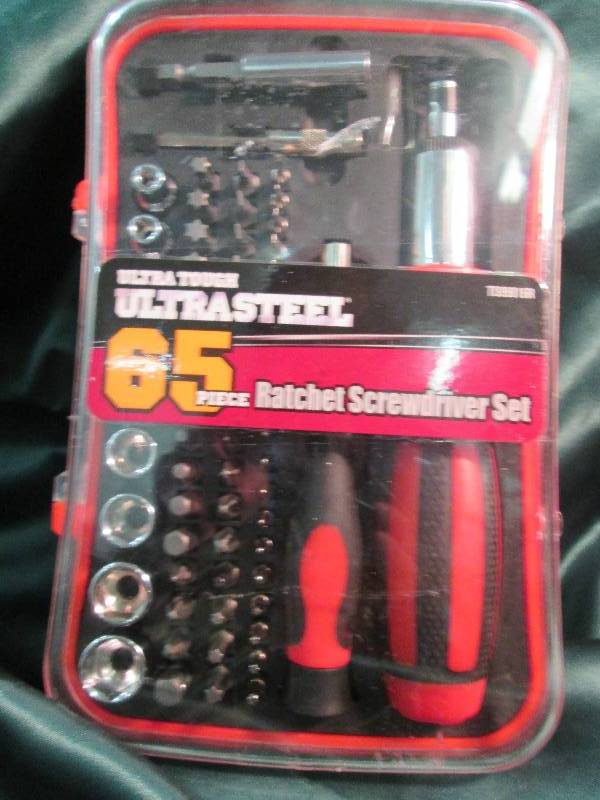 ULTRA TOUGH
ULTRASTEEL
65
PIECE Ratchet Screwdriver Set